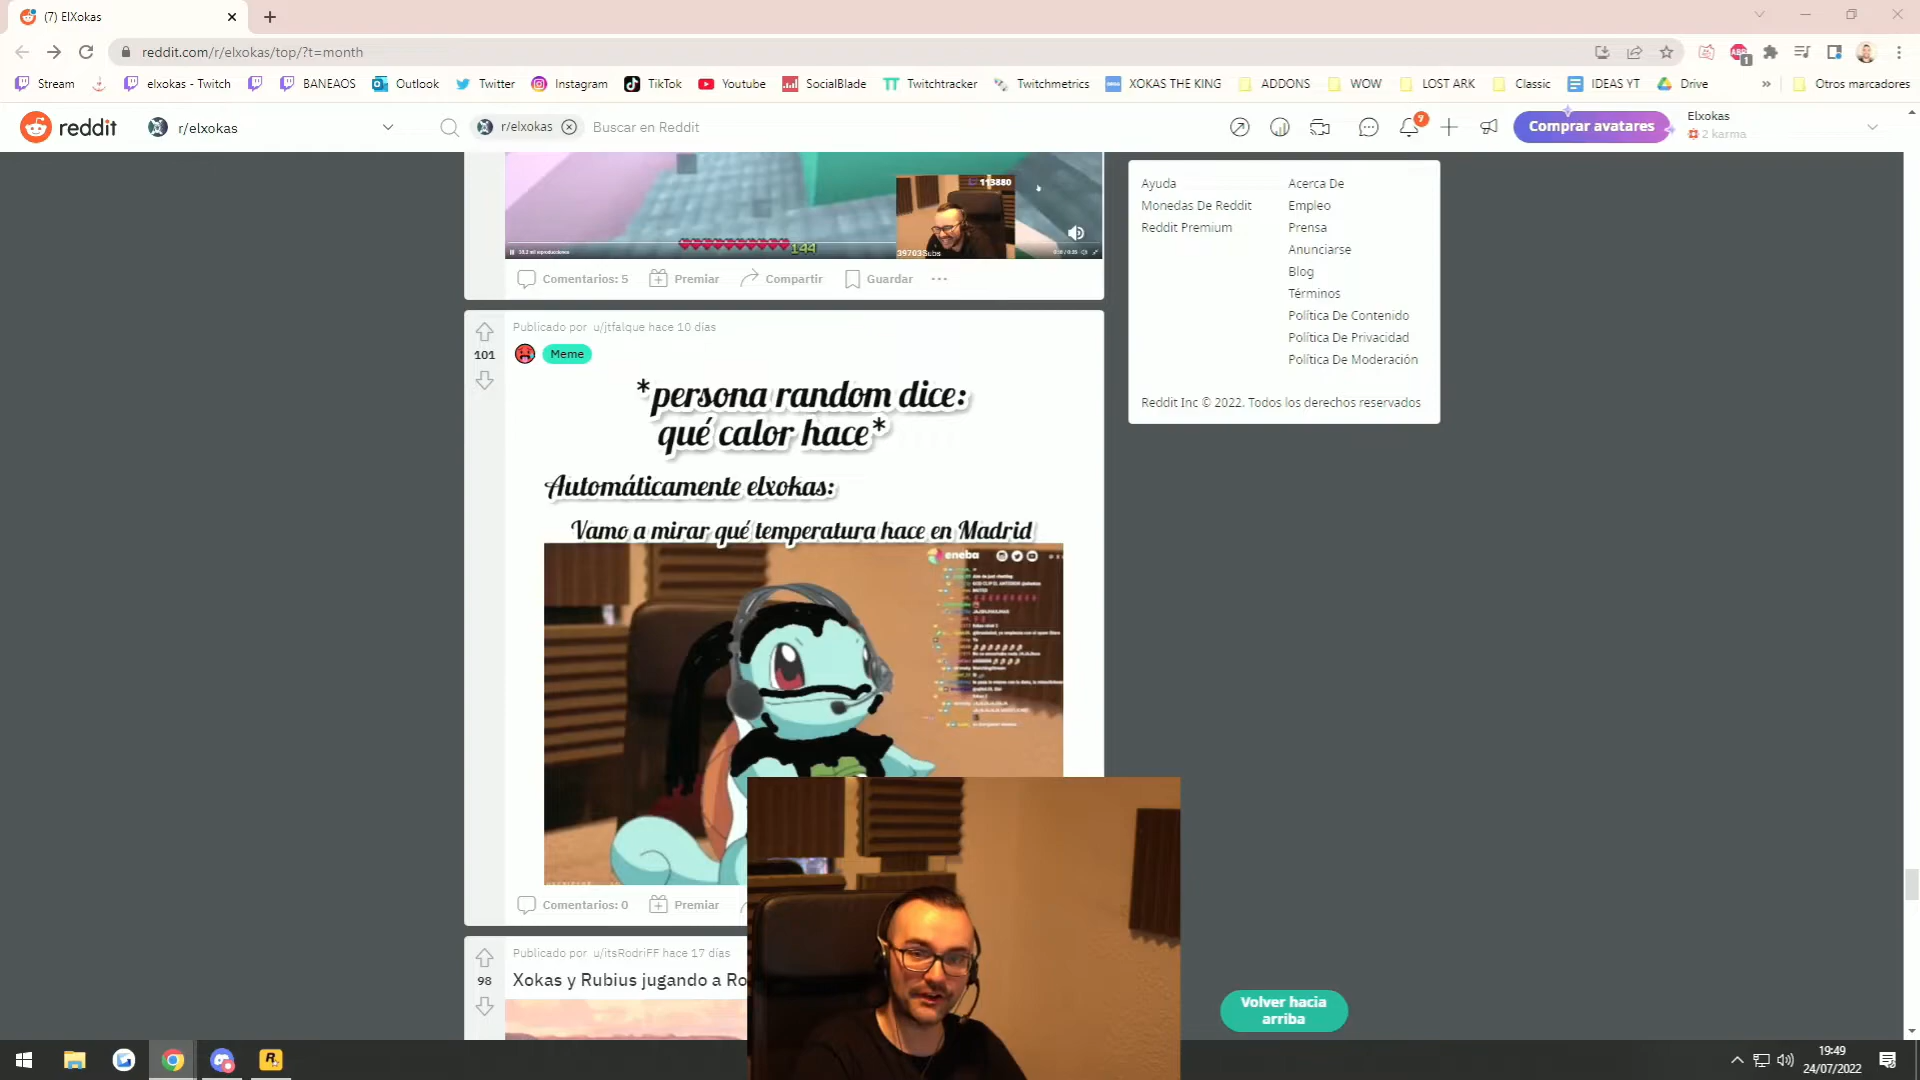 (7) ElXokas
reddit.com/r/elxokas/top/?t=month
Stream
elxokas - Twitch
BANEAOS
Outlook
Twitter
Instagram
TikTok
Youtube
SocialBlade
Twitchtracker
Twitchmetrics
XOKAS THE KING
ADDONS
WOW
LOST ARK
Classic
IDEAS YT
Drive
»
Otros marcadores
reddit
r/elxokas
r/elxokas
Buscar en Reddit
7
Comprar avatares
Elxokas
2 karma
113880
144
39703Subs
Comentarios: 5
Premiar
Compartir
Guardar
Ayuda
Acerca De
Monedas De Reddit
Empleo
Reddit Premium
Prensa
Anunciarse
Blog
Términos
Política De Contenido
Política De Privacidad
Política De Moderación
Reddit Inc © 2022. Todos los derechos reservados
Publicado por u/jtfalque hace 10 días
101
Meme
*persona random dice:
qué calor hace*
Automáticamente elxokas:
Vamo a mirar qué temperatura hace en Madrid
eneba
Comentarios: 0
Premiar
Publicado por u/itsRodriFF hace 17 días
98
Xokas y Rubius jugando a Ro
Volver hacia
arriba
19:49
24/07/2022